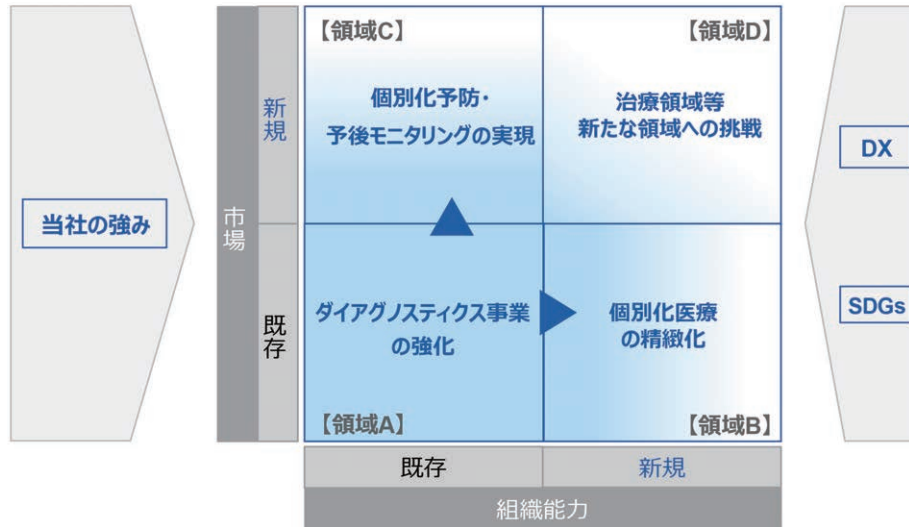 【領域C】
【領域D】
個別化予防・
予後モニタリングの実現
治療領域等
新たな領域への挑戦
新規
DX
当社の強み
市場
SDGs
既存
ダイアグノスティクス事業
の強化
個別化医療
の精緻化
【領域A】
【領域B】
既存
新規
組織能力